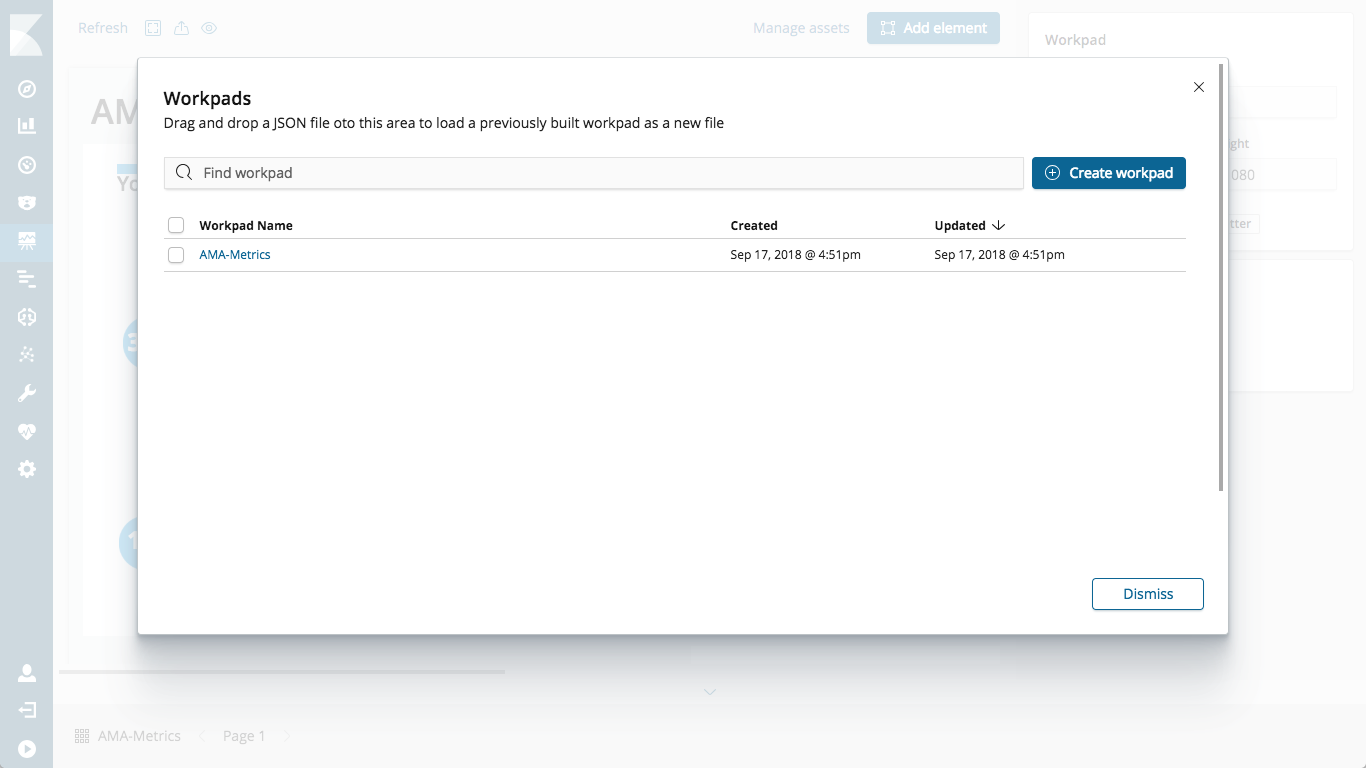 Refresh
Manage assets
Add element
Workpad
AM
Workpads
Drag and drop a JSON file oto this area to load a previously built workpad as a new file
Find workpad
Create workpad
Workpad Name Created Updated
AMA-Metrics Sep 17, 2018 @ 4:51pm Sep 17, 2018 @ 4:51pm
Yo
ght
080
tter
3
1
Dismiss
AMA-Metrics
Page 1